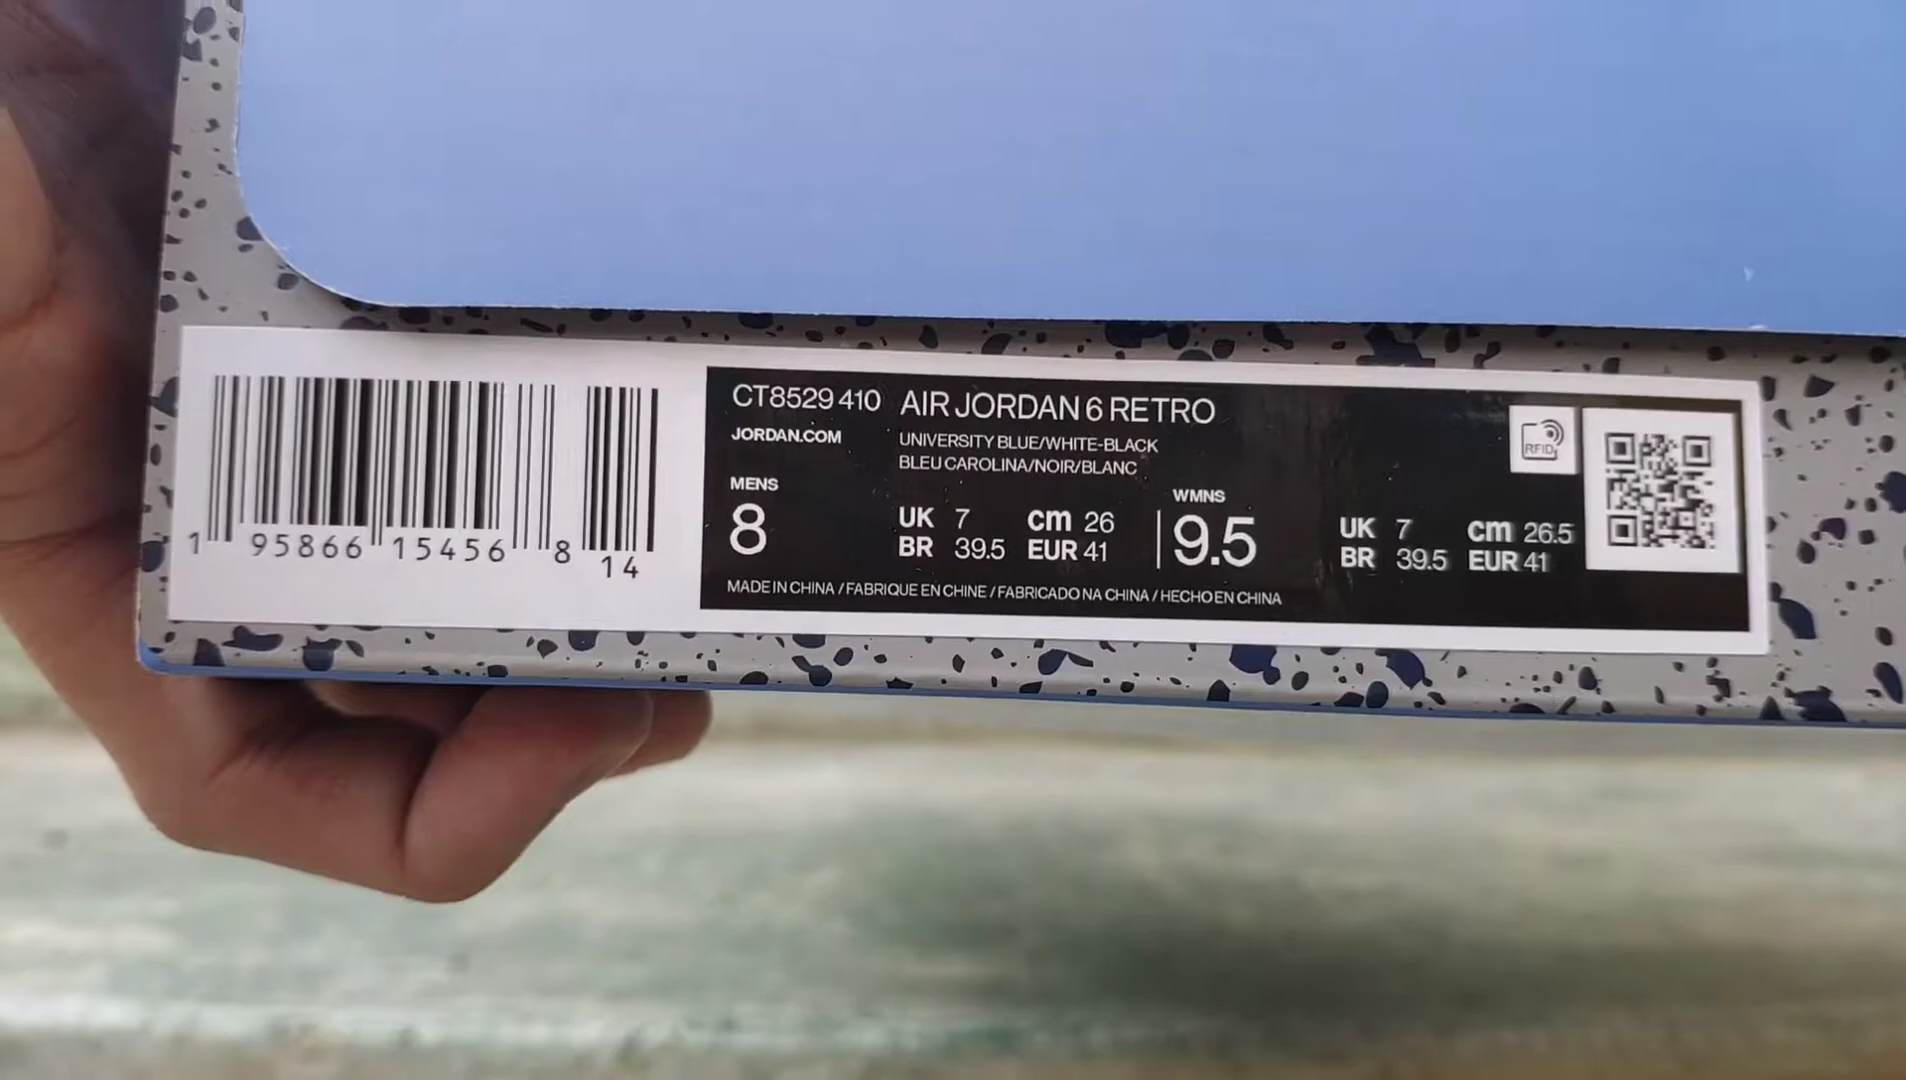 CT8529 410 AIR JORDAN 6 RETRO
JORDAN.COM UNIVERSITY BLUE/WHITE-BLACK
BLEU CAROLINA/NOIR/BLANC
MENS WMNS
8 UK 7 cm 26 9.5 UK 7 cm 26.5
BR 39.5 EUR 41 BR 39.5 EUR 41
MADE IN CHINA / FABRIQUE EN CHINE / FABRICADO NA CHINA / HECHO EN CHINA
RFID
1 95866 15456 8 14